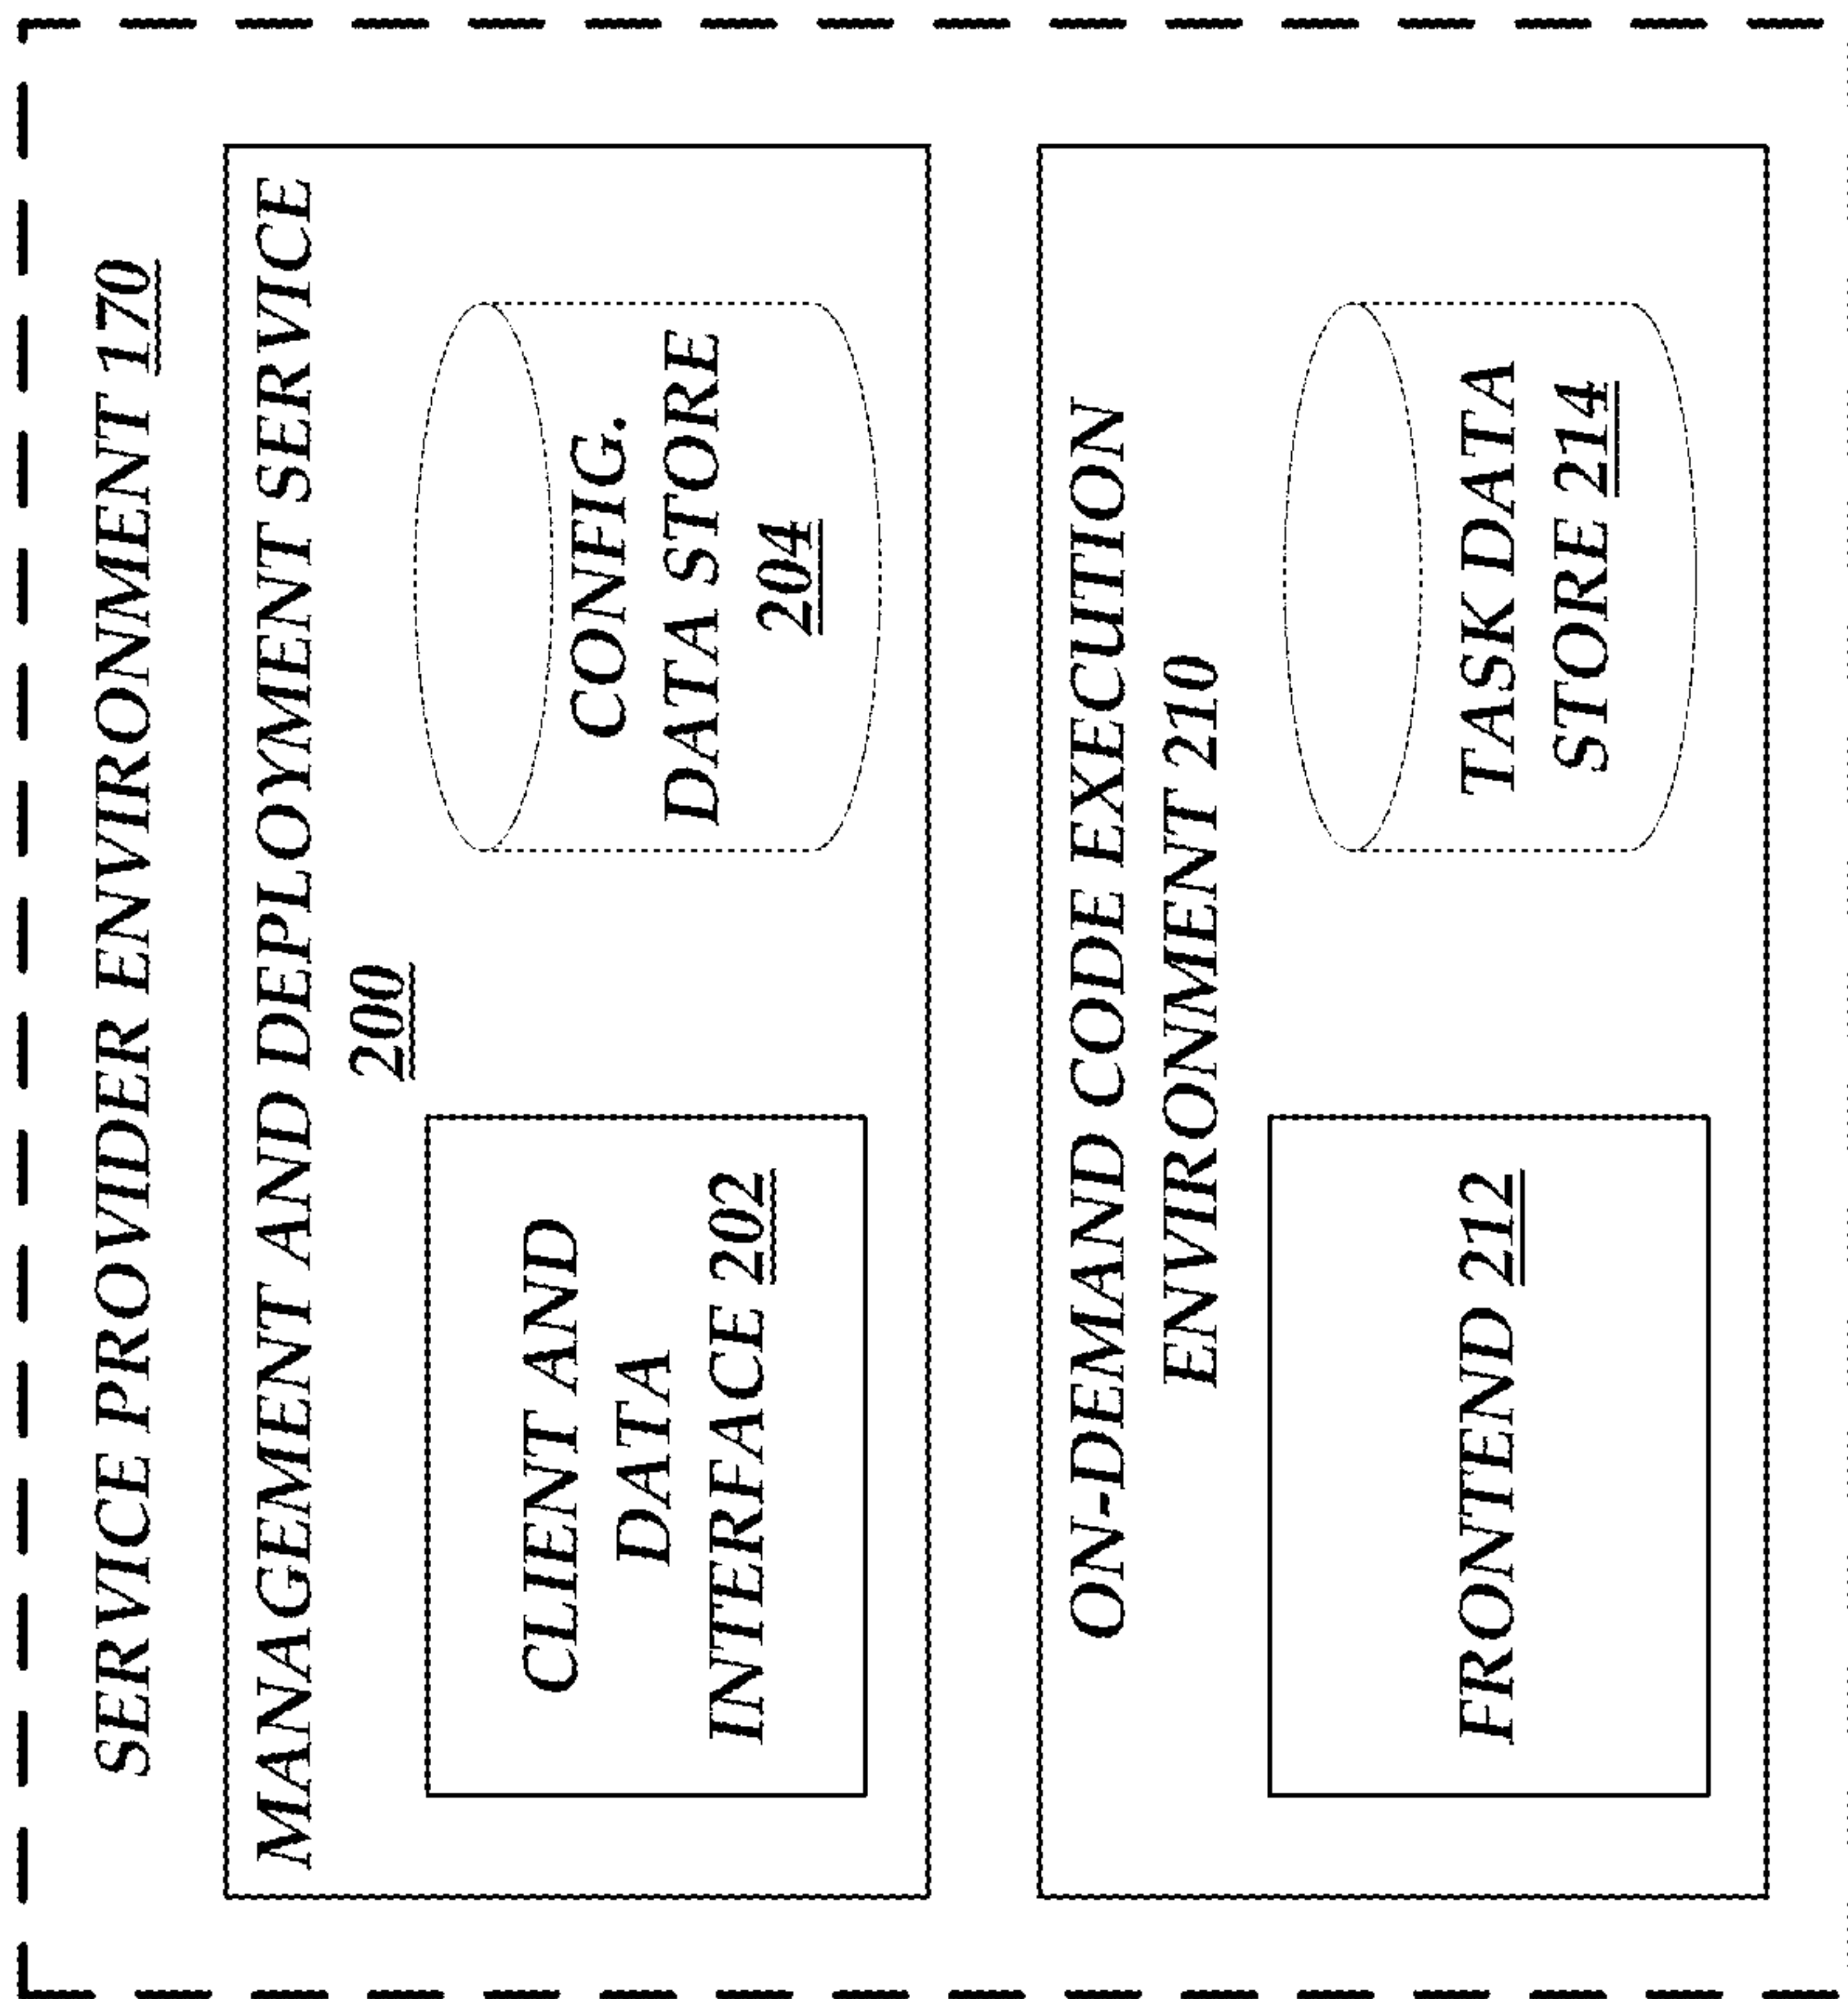 SERVICE PROVIDER ENVIRONMENT 170
MANAGEMENT AND DEPLOYMENT SERVICE
200
CLIENT AND
DATA
INTERFACE 202
CONFIG.
DATA STORE
204
ON-DEMAND CODE EXECUTION
ENVIRONMENT 210
FRONTEND 212
TASK DATA
STORE 214